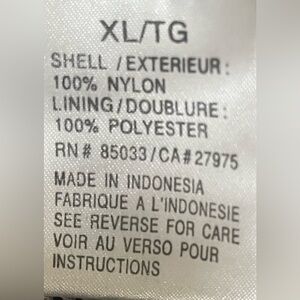 XL/TG
SHELL/EXTERIEUR:
100% NYLON
LINING/DOUBLURE:
100% POLYESTER
RN# 85033/CA#27975
MADE IN INDONESIA
FABRIQUE A L'INDONESIE
SEE REVERSE FOR CARE
VOIR AU VERSO POUR
INSTRUCTIONS